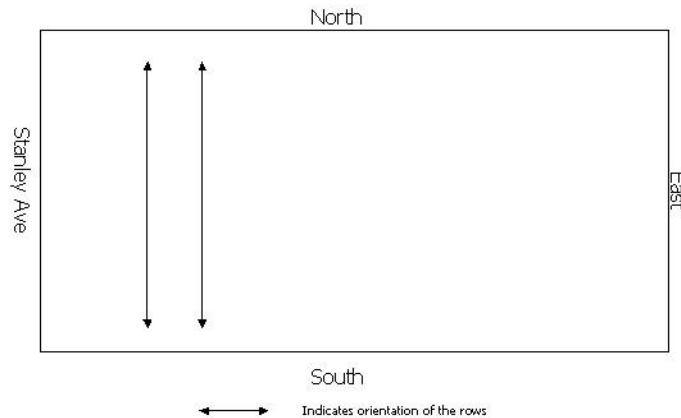 North
Stanley Ave
East
South
Indicates orientation of the rows